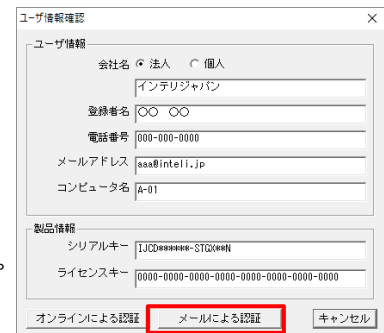 ユーザ情報確認
ユーザ情報
会社名 法人 個人
インテリジャパン
登録者名 〇〇 〇〇
電話番号 000-000-0000
メールアドレス aaa@inteli.jp
コンピュータ名 A-01
製品情報
シリアルキー IJCD******-STGX**N
。
ライセンスキー 0000-0000-0000-0000-0000-0000-0000
オンラインによる認証 メールによる認証 キャンセル